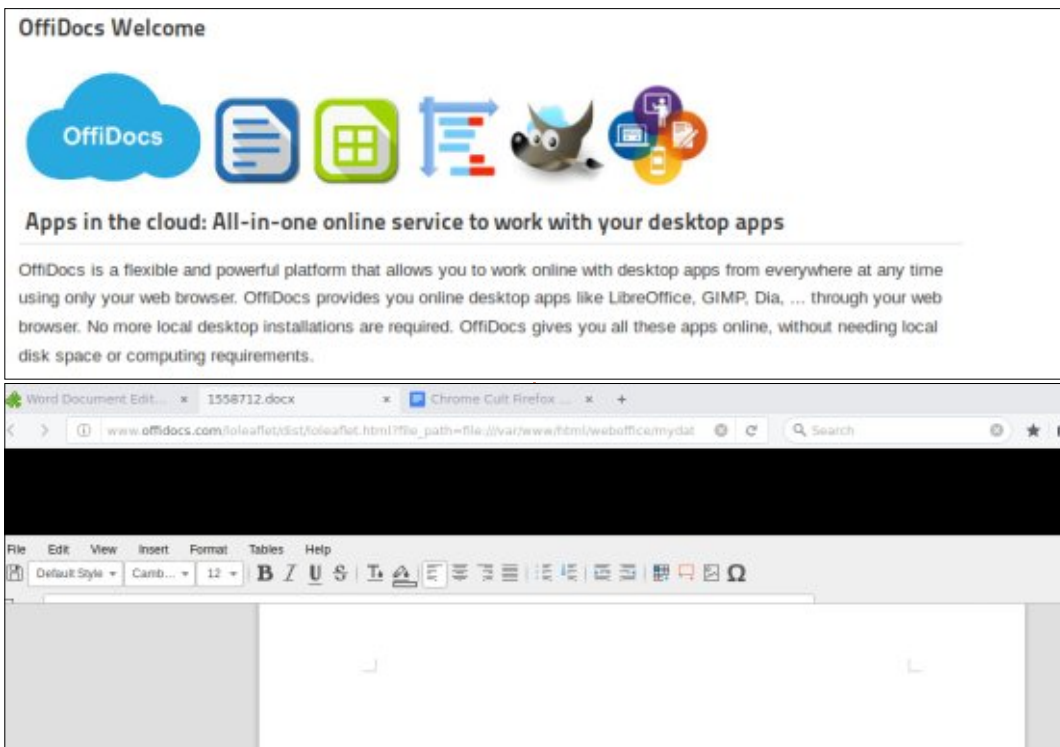 OffiDocs Welcome
OffiDocs
Apps in the cloud: All-in-one online service to work with your desktop apps
OffiDocs is a flexible and powerful platform that allows you to work online with desktop apps from everywhere at any time
using only your web browser. OffiDocs provides you online desktop apps like LibreOffice, GIMP, Dia, ... through your web
browser. No more local desktop installations are required. OffiDocs gives you all these apps online, without needing local
disk space or computing requirements.
Word Document Edit... × 1558712.docx × Chrome Cult Firefox ... × +
www.offidocs.com/loleaflet/dist/loleaflet.html?file_path=file:///var/www/html/weboffice/mydat Search
File Edit View Insert Format Tables Help
Default Style Camb... 12 B I U S Ω